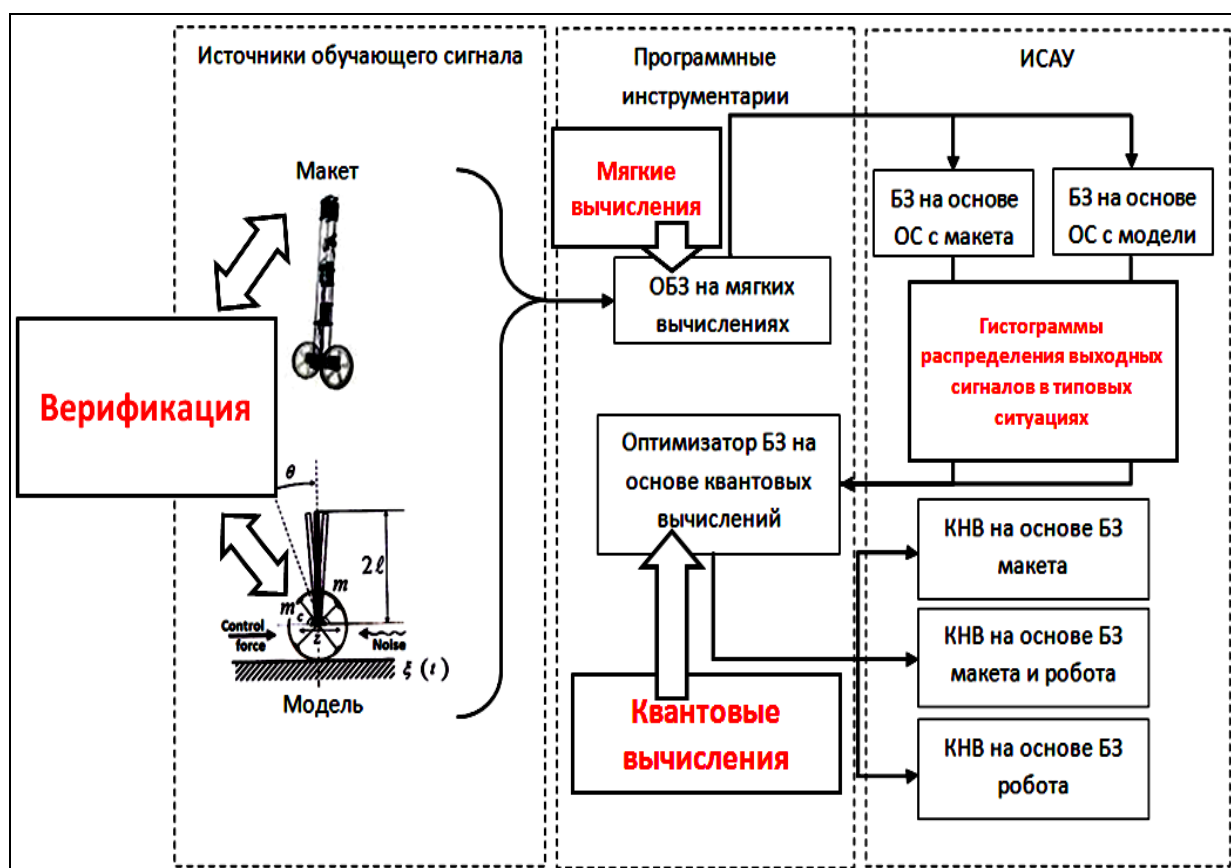 Источники обучающего сигнала
Макет
Верификация
θ
2ℓ
m
m c
z
Control
force
Noise
ξ (t)
Модель
Программные
инструментарии
Мягкие
вычисления
ОБЗ на мягких
вычислениях
Оптимизатор БЗ на
основе квантовых
вычислений
Квантовые
вычисления
ИСАУ
БЗ на основе
ОС с макета
БЗ на основе
ОС с модели
Гистограммы
распределения выходных
сигналов в типовых
ситуациях
КНВ на основе БЗ
макета
КНВ на основе БЗ
макета и робота
КНВ на основе БЗ
робота